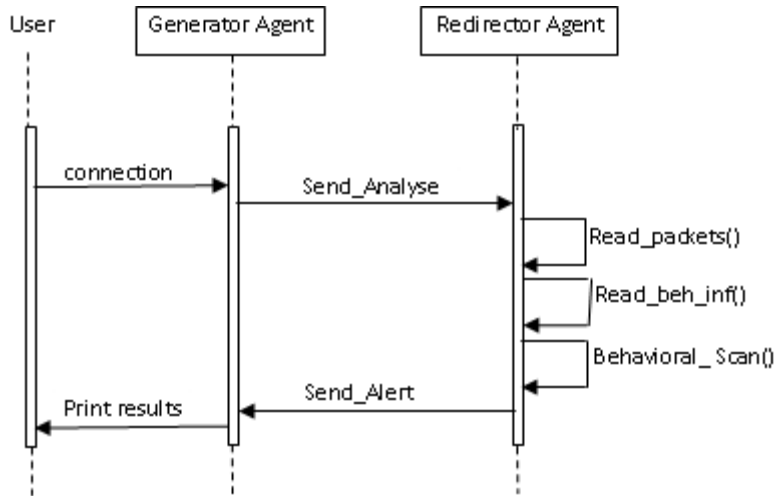 User
Generator Agent
Redirector Agent
connection
Send_Analyse
Read_packets()
Read_beh_inf()
Behavioral_ Scan()
Send_Alert
Print results